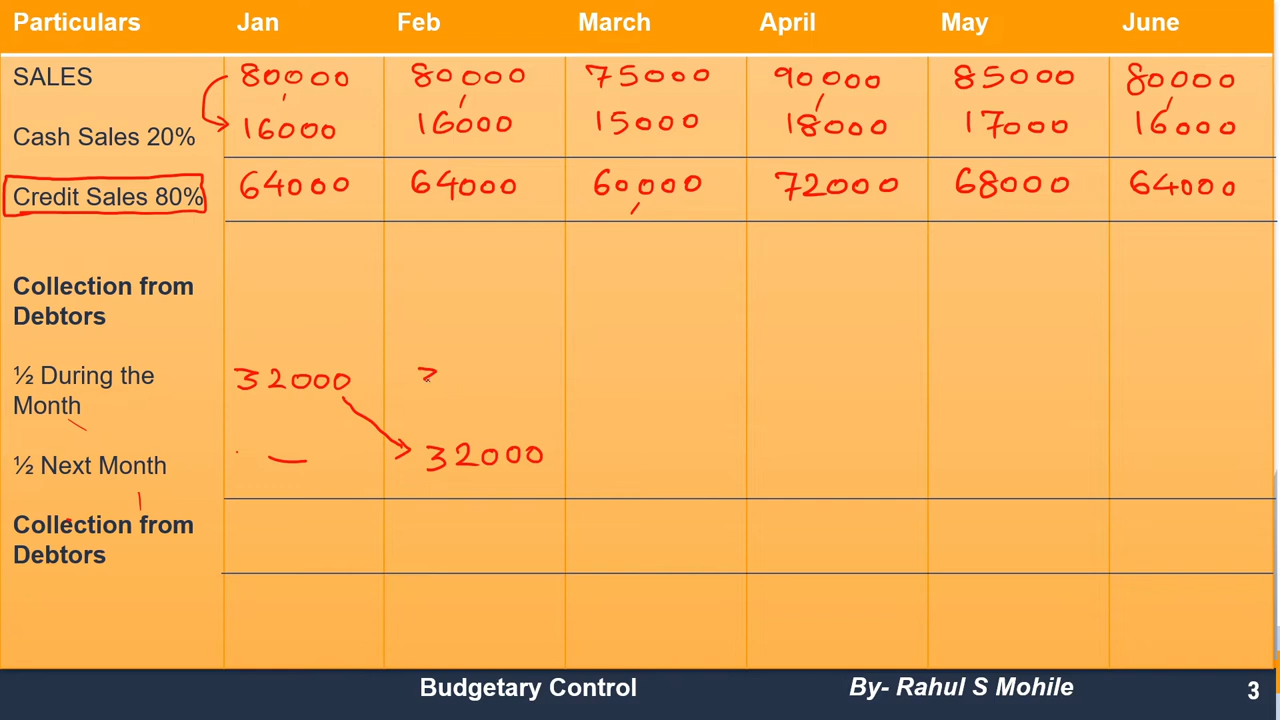 Particulars Jan Feb March April May June
SALES 80000 80000 75000 90000 85000 80000
Cash Sales 20% 16000 16000 15000 18000 17000 16000
Credit Sales 80% 64000 64000 60000 72000 68000 64000
Collection from
Debtors
½ During the
Month 32000
½ Next Month — 32000
Collection from
Debtors
Budgetary Control By- Rahul S Mohile 3